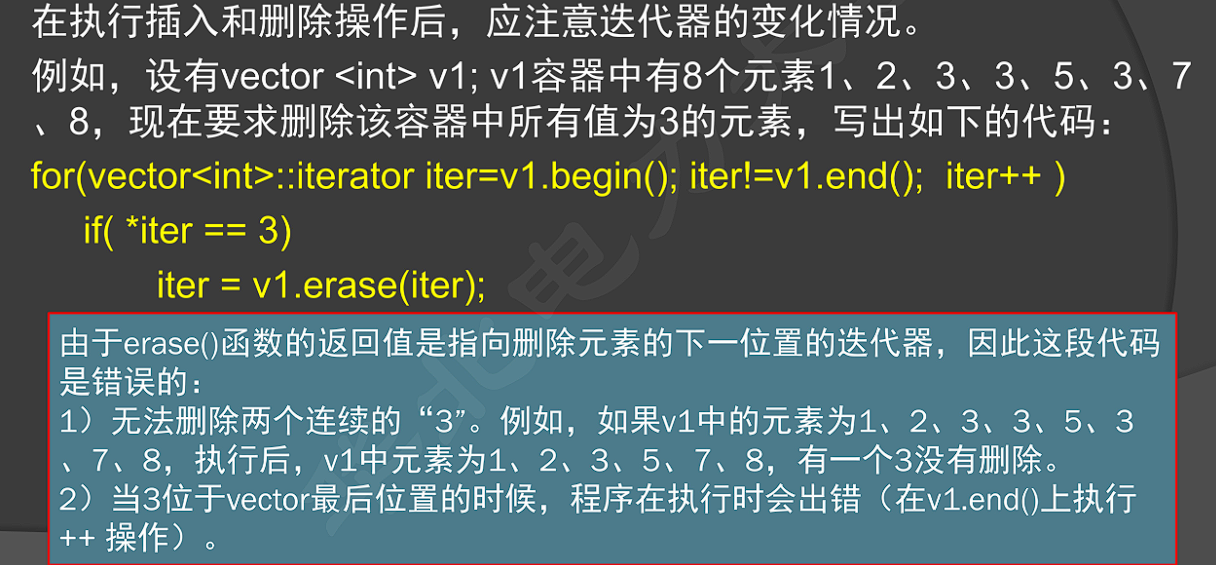 在执行插入和删除操作后，应注意迭代器的变化情况。
例如，设有vector <int> v1; v1容器中有8个元素1、2、3、3、5、3、7
、8，现在要求删除该容器中所有值为3的元素，写出如下的代码：
for(vector<int>::iterator iter=v1.begin(); iter!=v1.end(); iter++ )
if( *iter == 3)
iter = v1.erase(iter);
由于erase()函数的返回值是指向删除元素的下一位置的迭代器，因此这段代码
是错误的：
1）无法删除两个连续的“3”。例如，如果v1中的元素为1、2、3、3、5、3
、7、8，执行后，v1中元素为1、2、3、5、7、8，有一个3没有删除。
2）当3位于vector最后位置的时候，程序在执行时会出错（在v1.end()上执行
++ 操作）。